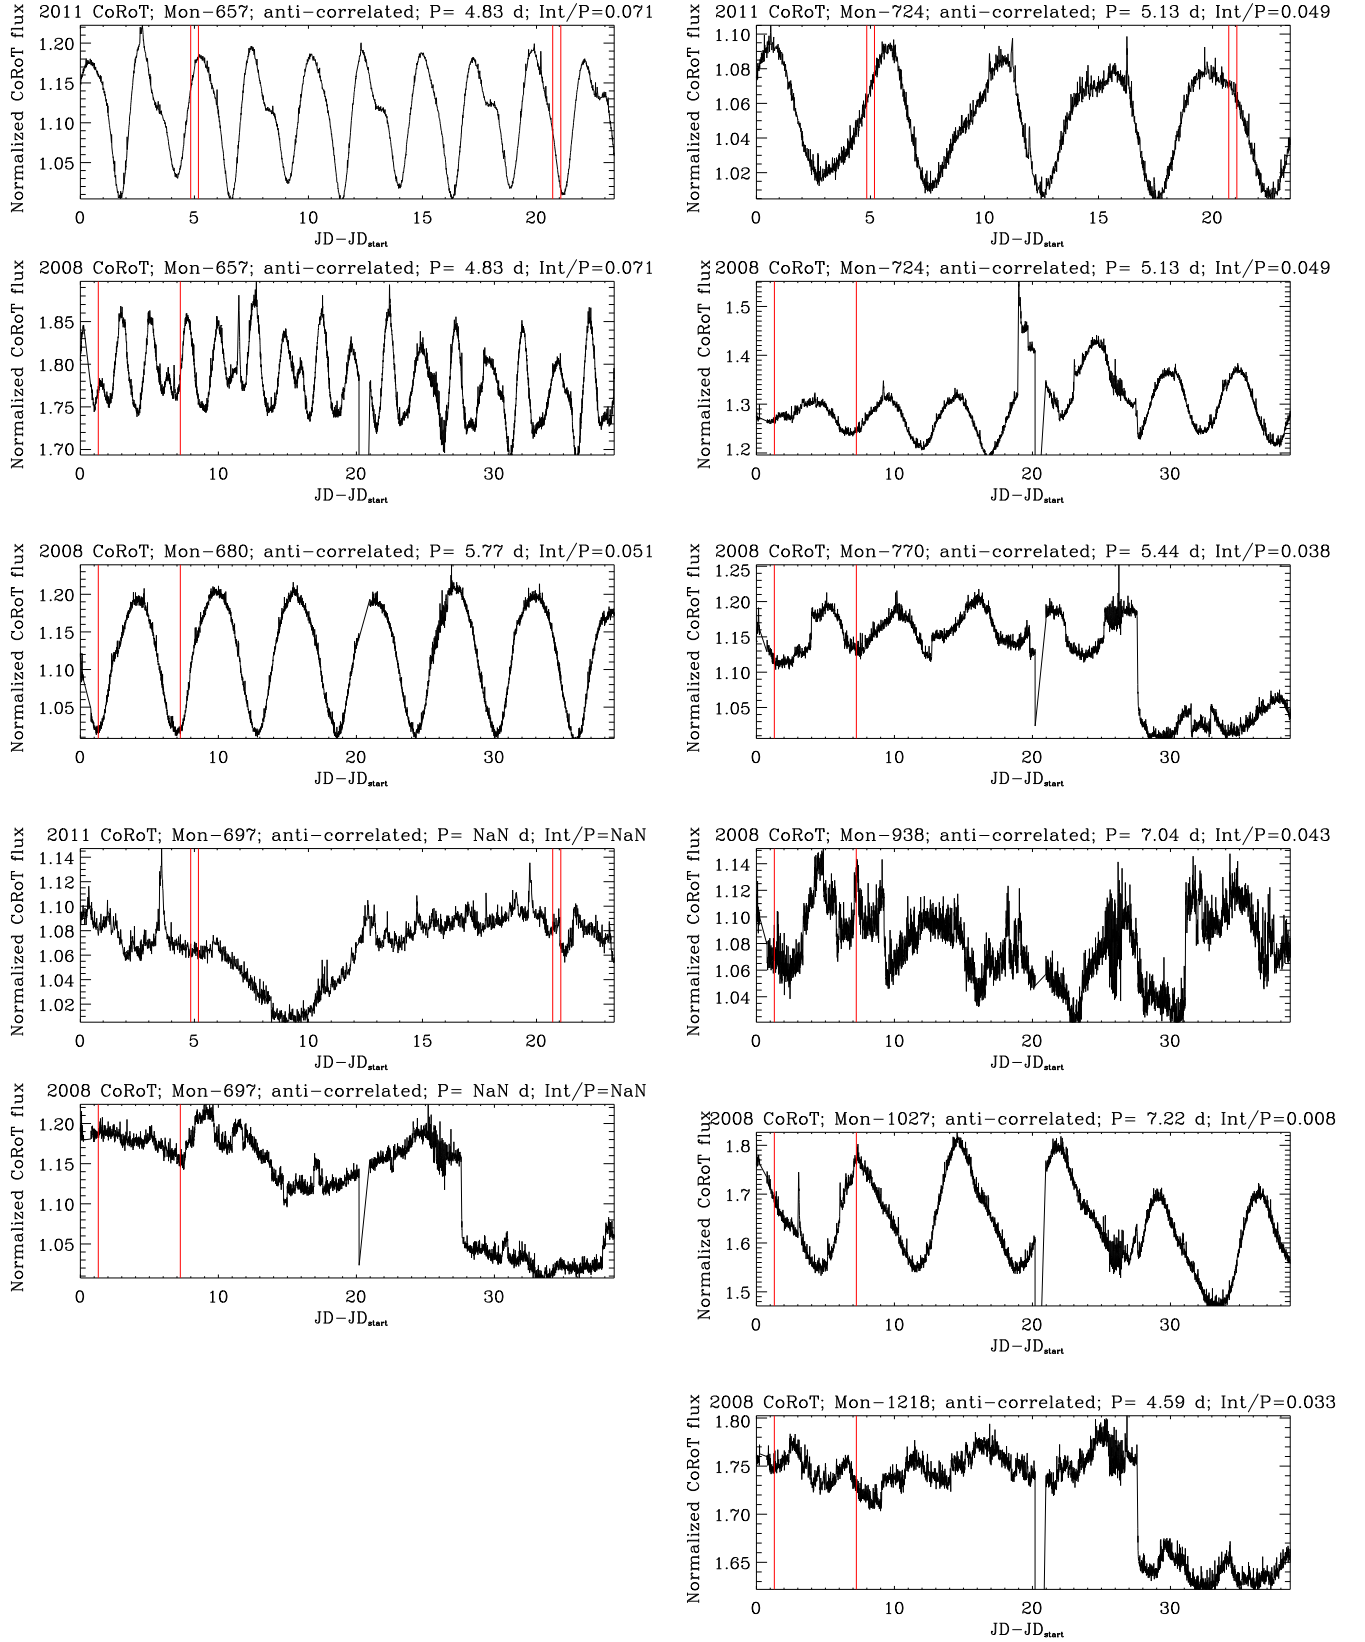 2011 CoRoT; Mon-657; anti-correlated; P= 4.83 d; Int/P=0.071
Normalized CoRoT flux
1.20
1.15
1.10
1.05
0 5 10 15 20
JD-JDstart
2008 CoRoT; Mon-657; anti-correlated; P= 4.83 d; Int/P=0.071
Normalized CoRoT flux
1.85
1.80
1.75
1.70
0 10 20 30
JD-JDstart
2008 CoRoT; Mon-680; anti-correlated; P= 5.77 d; Int/P=0.051
Normalized CoRoT flux
1.20
1.15
1.10
1.05
0 10 20 30
JD-JDstart
2011 CoRoT; Mon-697; anti-correlated; P= NaN d; Int/P=NaN
Normalized CoRoT flux
1.14
1.12
1.10
1.08
1.06
1.04
1.02
0 5 10 15 20
JD-JDstart
2008 CoRoT; Mon-697; anti-correlated; P= NaN d; Int/P=NaN
Normalized CoRoT flux
1.20
1.15
1.10
1.05
0 10 20 30
JD-JDstart
2011 CoRoT; Mon-724; anti-correlated; P= 5.13 d; Int/P=0.049
Normalized CoRoT flux
1.10
1.08
1.06
1.04
1.02
0 5 10 15 20
JD-JDstart
2008 CoRoT; Mon-724; anti-correlated; P= 5.13 d; Int/P=0.049
Normalized CoRoT flux
1.5
1.4
1.3
1.2
0 10 20 30
JD-JDstart
2008 CoRoT; Mon-770; anti-correlated; P= 5.44 d; Int/P=0.038
Normalized CoRoT flux
1.25
1.20
1.15
1.10
1.05
0 10 20 30
JD-JDstart
2008 CoRoT; Mon-938; anti-correlated; P= 7.04 d; Int/P=0.043
Normalized CoRoT flux
1.14
1.12
1.10
1.08
1.06
1.04
0 10 20 30
JD-JDstart
2008 CoRoT; Mon-1027; anti-correlated; P= 7.22 d; Int/P=0.008
Normalized CoRoT flux
1.8
1.7
1.6
1.5
0 10 20 30
JD-JDstart
2008 CoRoT; Mon-1218; anti-correlated; P= 4.59 d; Int/P=0.033
Normalized CoRoT flux
1.80
1.75
1.70
1.65
0 10 20 30
JD-JDstart